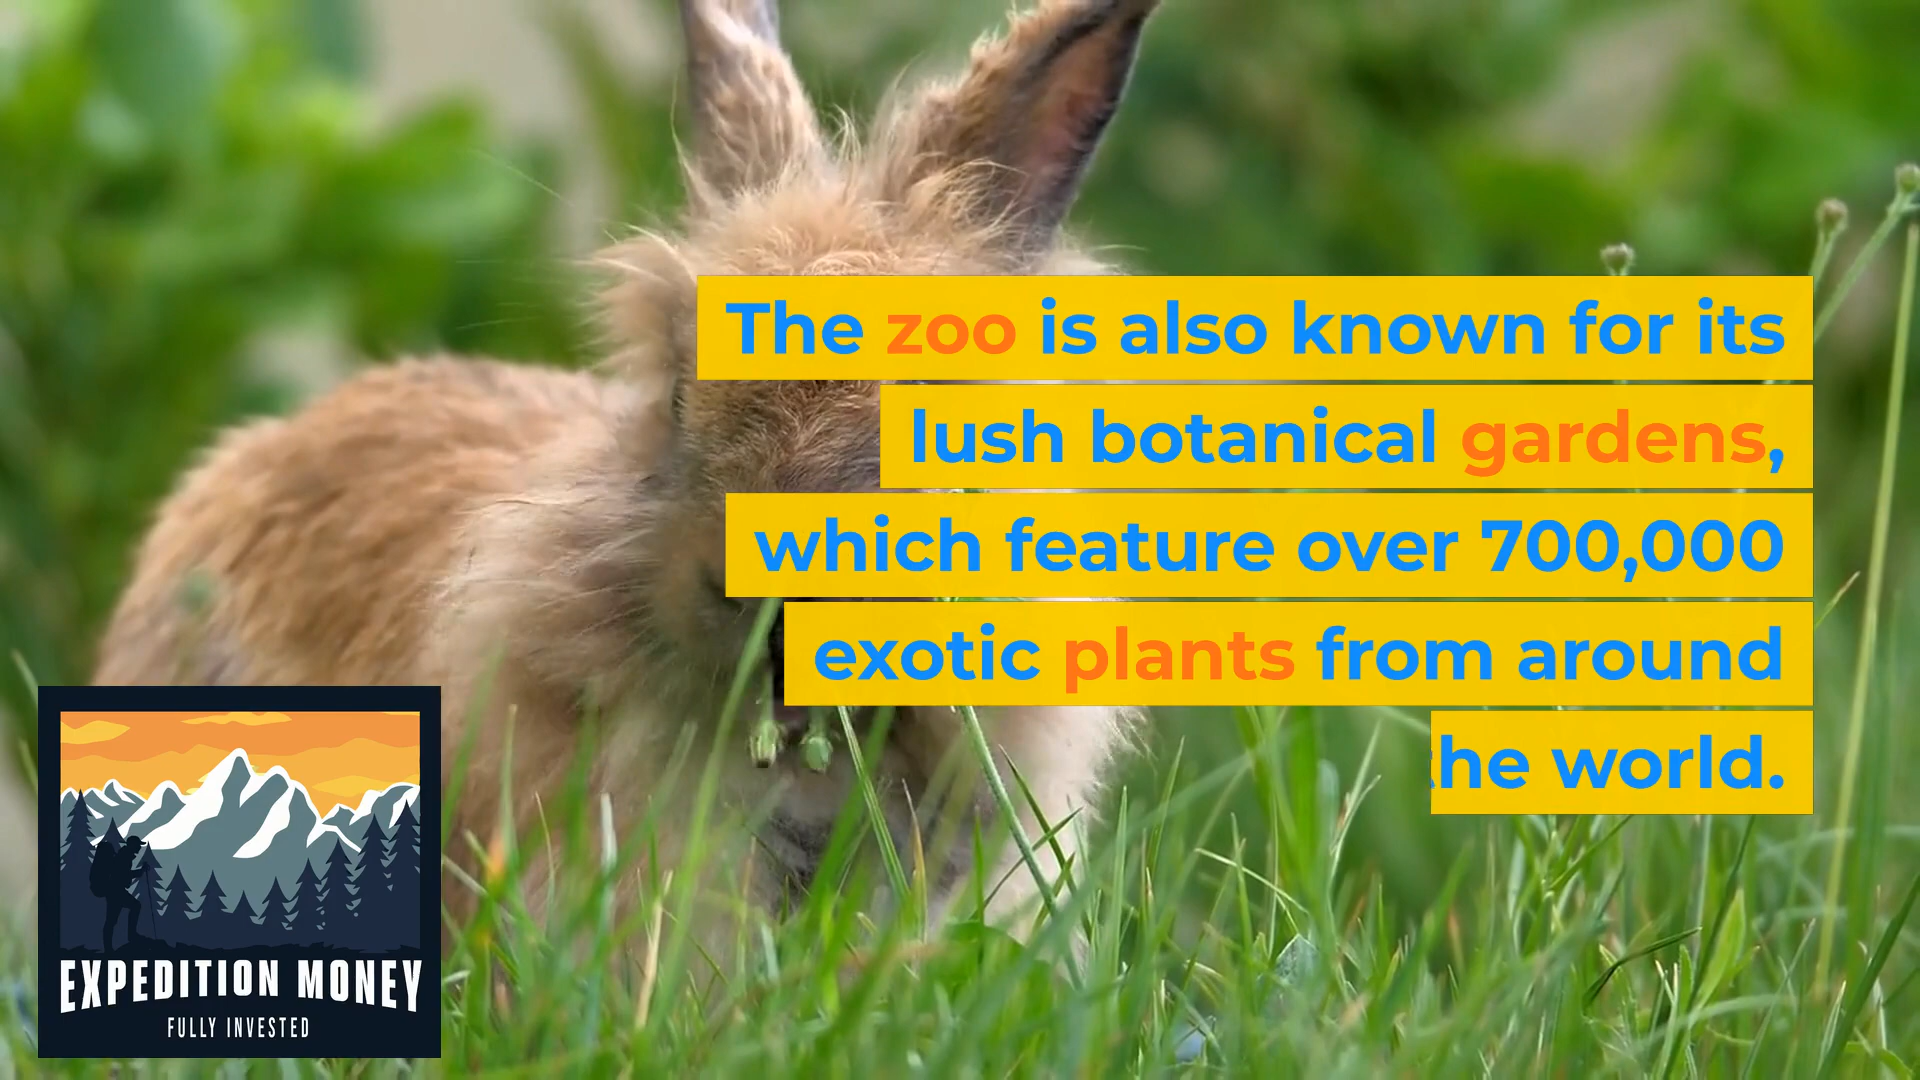 The zoo is also known for its
lush botanical gardens,
which feature over 700,000
exotic plants from around
the world.
EXPEDITION MONEY
FULLY INVESTED